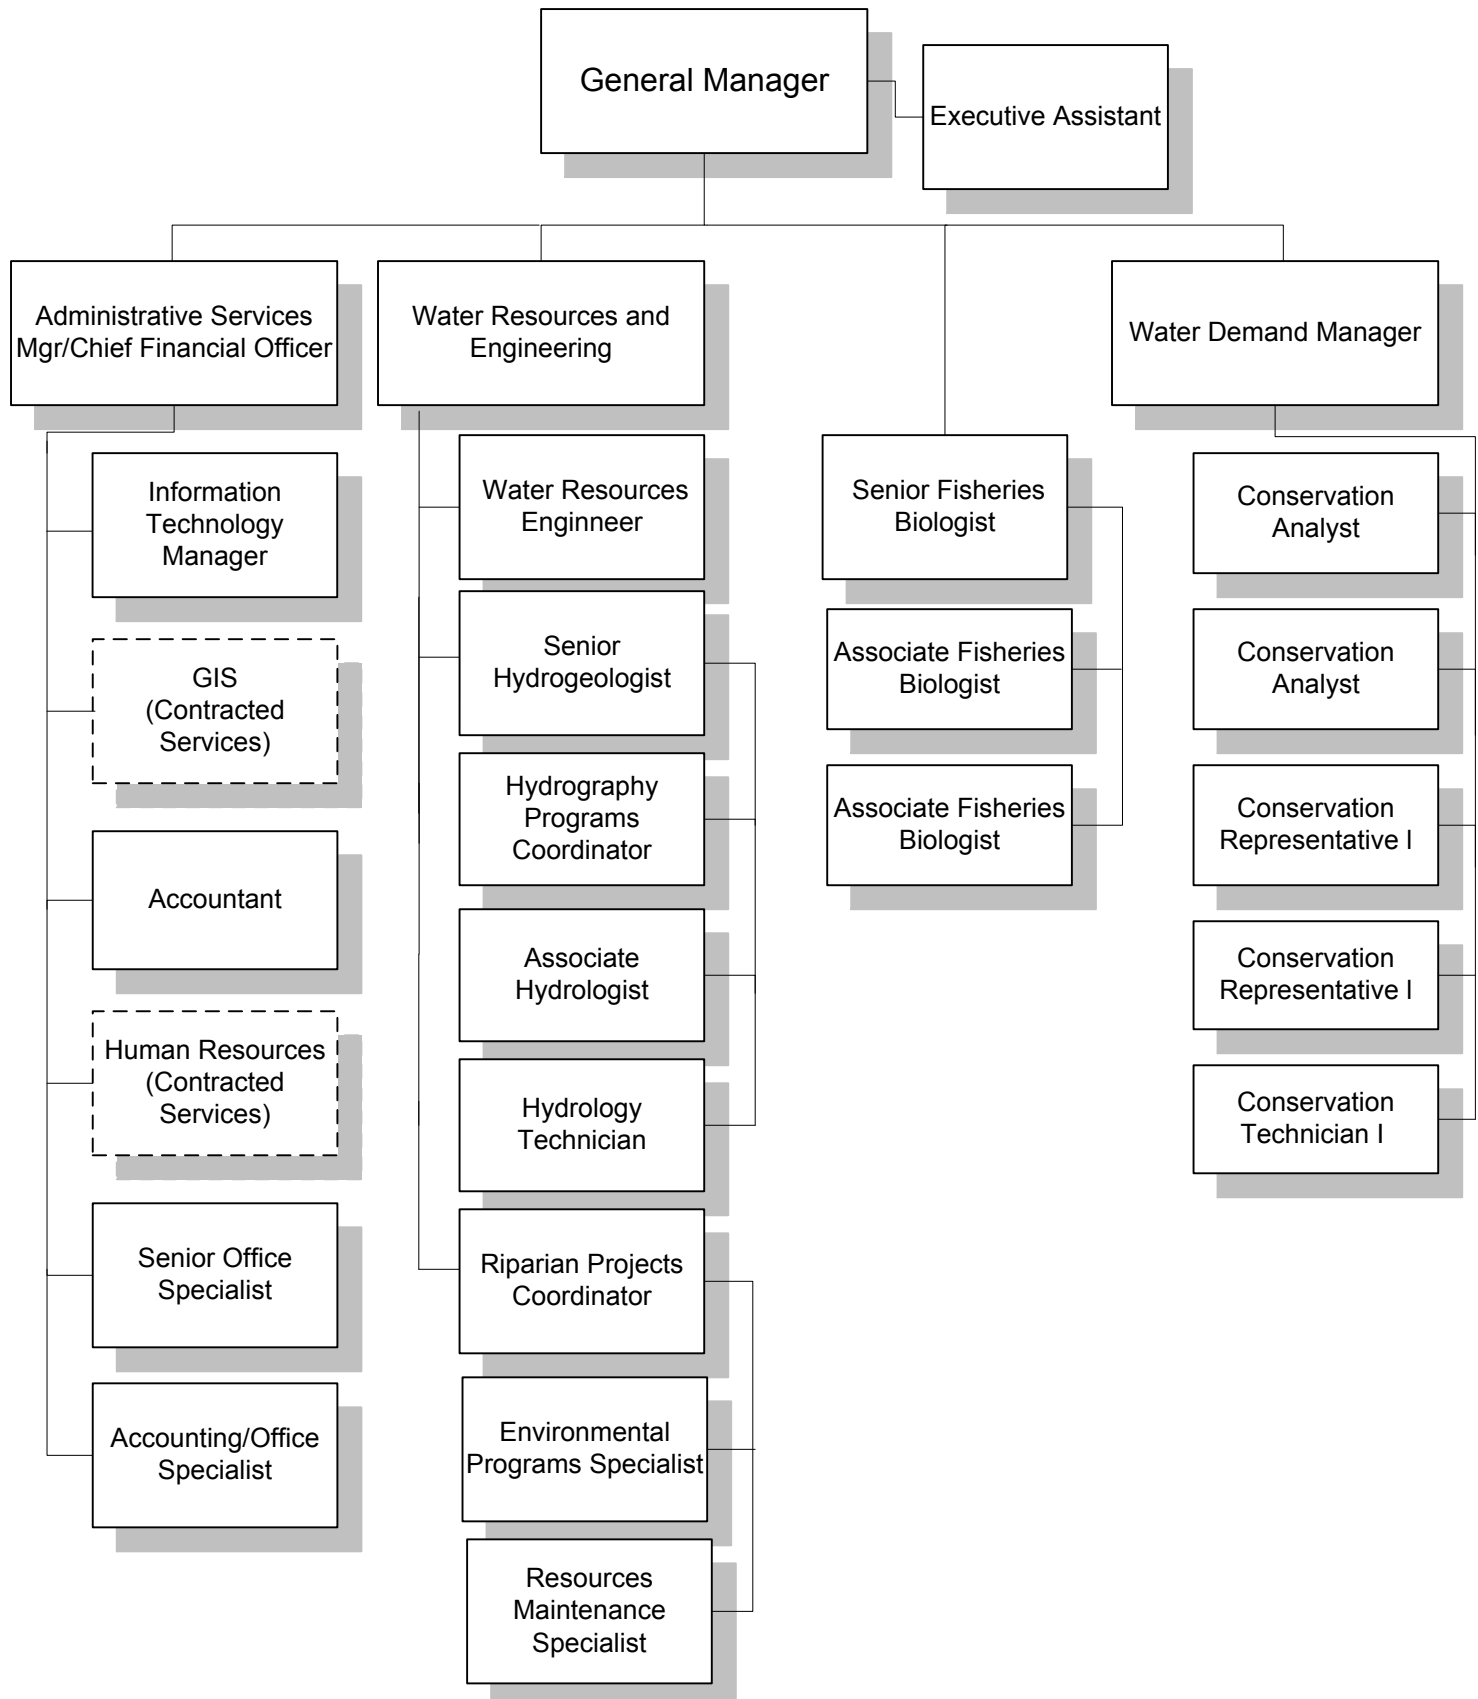 General Manager
Executive Assistant
Administrative Services
Mgr/Chief Financial Officer
Water Resources and
Engineering
Water Demand Manager
Information
Technology
Manager
GIS
(Contracted
Services)
Accountant
Human Resources
(Contracted
Services)
Senior Office
Specialist
Accounting/Office
Specialist
Water Resources
Enginneer
Senior
Hydrogeologist
Hydrography
Programs
Coordinator
Associate
Hydrologist
Hydrology
Technician
Riparian Projects
Coordinator
Environmental
Programs Specialist
Resources
Maintenance
Specialist
Senior Fisheries
Biologist
Associate Fisheries
Biologist
Associate Fisheries
Biologist
Conservation
Analyst
Conservation
Analyst
Conservation
Representative I
Conservation
Representative I
Conservation
Technician I